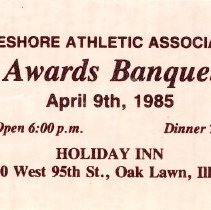 ESHORE ATHLETIC ASSOCIA
Awards Banque
April 9th, 1985
Open 6:00 p.m. Dinner
HOLIDAY INN
0 West 95th St., Oak Lawn, Ill